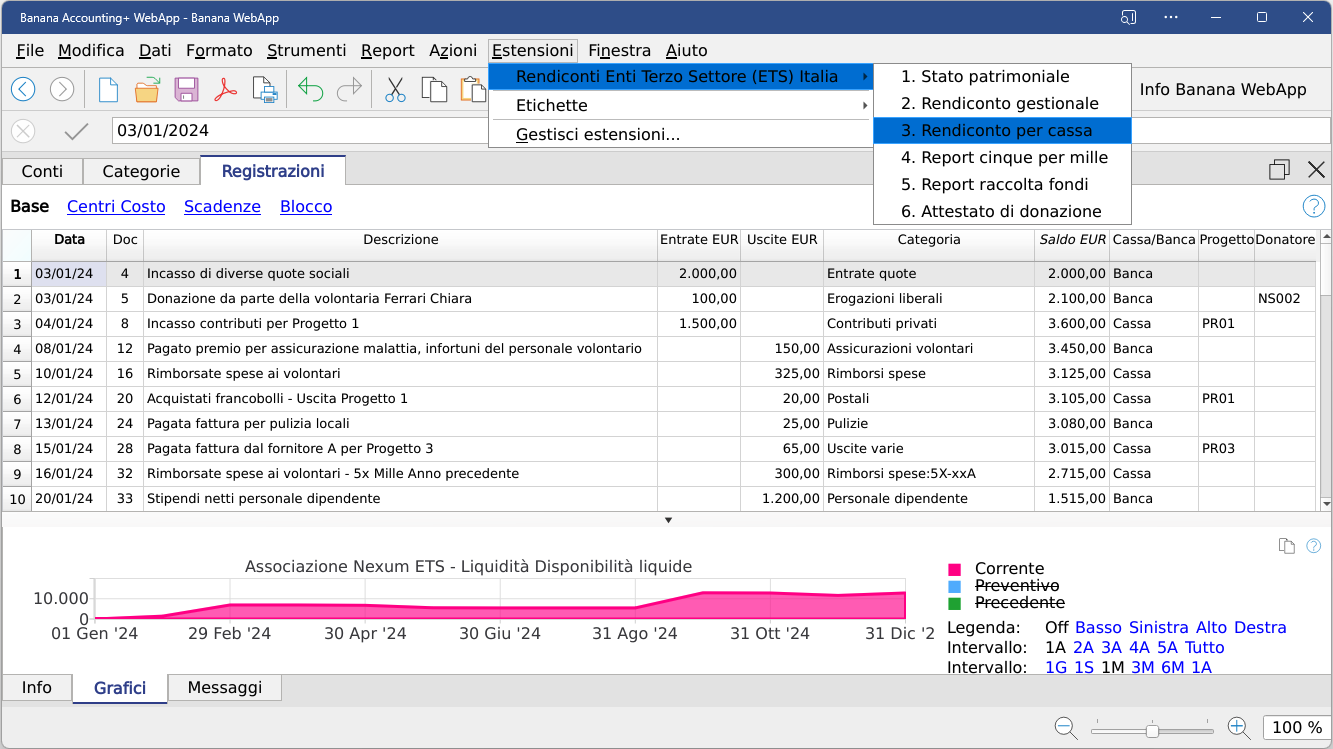 Banana Accounting+ WebApp - Banana WebApp
File Modifica Dati Formato Strumenti Report Azioni Estensioni Finestra Aiuto
Rendiconti Enti Terzo Settore (ETS) Italia
Etichette
Gestisci estensioni...
1. Stato patrimoniale
2. Rendiconto gestionale
3. Rendiconto per cassa
4. Report cinque per mille
5. Report raccolta fondi
6. Attestato di donazione
Info Banana WebApp
03/01/2024
Conti Categorie Registrazioni
Base Centri Costo Scadenze Blocco
Data Doc Descrizione Entrate EUR Uscite EUR Categoria Saldo EUR Cassa/Banca Progetto Donatore
1 03/01/24 4 Incasso di diverse quote sociali 2.000,00 Entrate quote 2.000,00 Banca
2 03/01/24 5 Donazione da parte della volontaria Ferrari Chiara 100,00 Erogazioni liberali 2.100,00 Banca NS002
3 04/01/24 8 Incasso contributi per Progetto 1 1.500,00 Contributi privati 3.600,00 Cassa PR01
4 08/01/24 12 Pagato premio per assicurazione malattia, infortuni del personale volontario 150,00 Assicurazioni volontari 3.450,00 Banca
5 10/01/24 16 Rimborsate spese ai volontari 325,00 Rimborsi spese 3.125,00 Cassa
6 12/01/24 20 Acquistati francobolli - Uscita Progetto 1 20,00 Postali 3.105,00 Cassa PR01
7 13/01/24 24 Pagata fattura per pulizia locali 25,00 Pulizie 3.080,00 Banca
8 15/01/24 28 Pagata fattura dal fornitore A per Progetto 3 65,00 Uscite varie 3.015,00 Cassa PR03
9 16/01/24 32 Rimborsate spese ai volontari - 5x Mille Anno precedente 300,00 Rimborsi spese:5X-xxA 2.715,00 Cassa
10 20/01/24 33 Stipendi netti personale dipendente 1.200,00 Personale dipendente 1.515,00 Banca
Associazione Nexum ETS - Liquidità Disponibilità liquide
10.000
0
01 Gen '24 29 Feb '24 30 Apr '24 30 Giu '24 31 Ago '24 31 Ott '24 31 Dic '2
Corrente
Preventivo
Precedente
Legenda: Off Basso Sinistra Alto Destra
Intervallo: 1A 2A 3A 4A 5A Tutto
Intervallo: 1G 1S 1M 3M 6M 1A
Info Grafici Messaggi
100 %